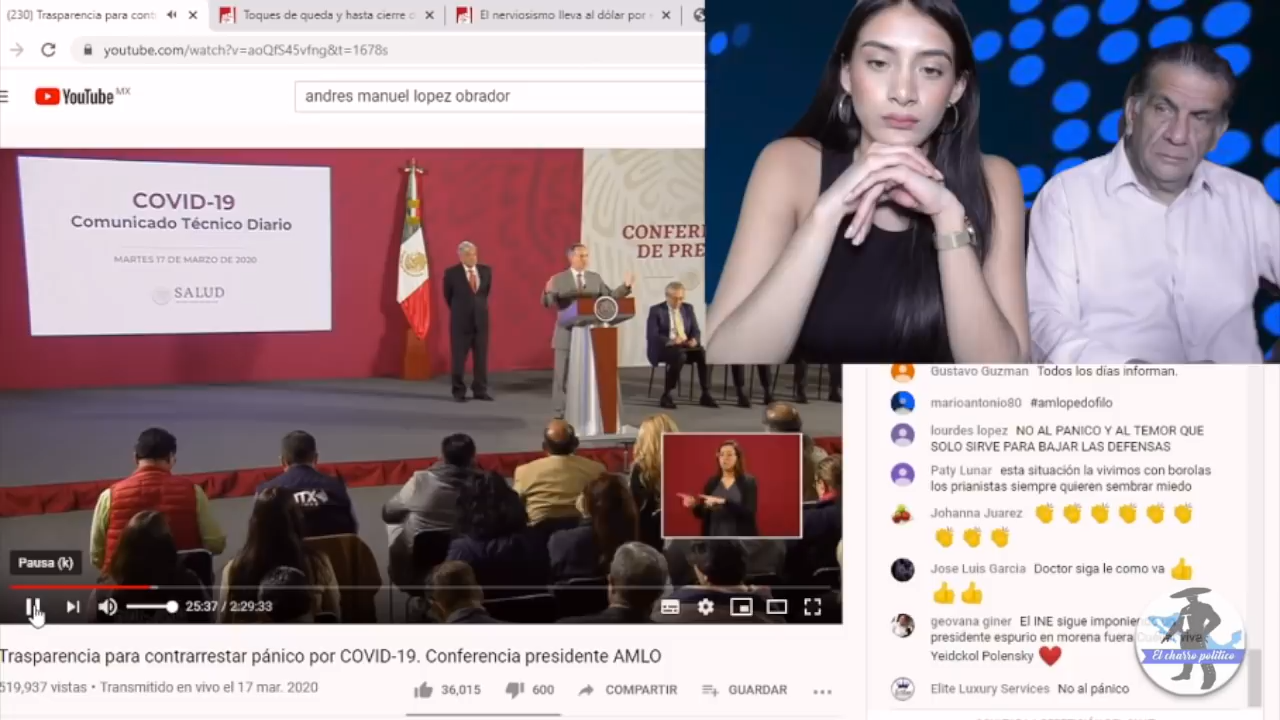 (230) Trasparencia para cont
Toques de queda y hasta cierre
El nerviosismo lleva al dólar por
youtube.com/watch?v=aoQfS45vfng&t=1678s
YouTube MX
andres manuel lopez obrador
COVID-19
Comunicado Técnico Diario
MARTES 17 DE MARZO DE 2020
SALUD
CONFER
DE PRE
Pausa (k)
25:37 / 2:29:33
Trasparencia para contrarrestar pánico por COVID-19. Conferencia presidente AMLO
519,937 vistas • Transmitido en vivo el 17 mar. 2020
36,015
600
COMPARTIR
GUARDAR
Gustavo Guzman Todos los días informan.
marioantonio80 #amlopedofilo
lourdes lopez NO AL PANICO Y AL TEMOR QUE
SOLO SIRVE PARA BAJAR LAS DEFENSAS
Paty Lunar esta situación la vivimos con borolas
los prianistas siempre quieren sembrar miedo
Johanna Juarez
Jose Luis Garcia Doctor siga le como va
geovana giner El INE sigue imponien
presidente espurio en morena fuera viva
Yeidckol Polensky
Elite Luxury Services No al pánico
El charro político